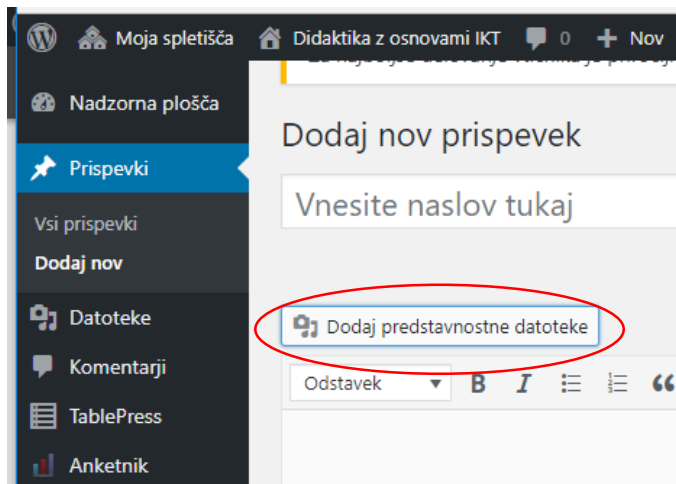 Moja spletišča Didaktika z osnovami IKT 0 Nov
Nadzorna plošča
Prispevki
Vsi prispevki
Dodaj nov
Datoteke
Komentarji
TablePress
Anketnik
Dodaj nov prispevek
Vnesite naslov tukaj
Dodaj predstavnostne datoteke
Odstavek B I